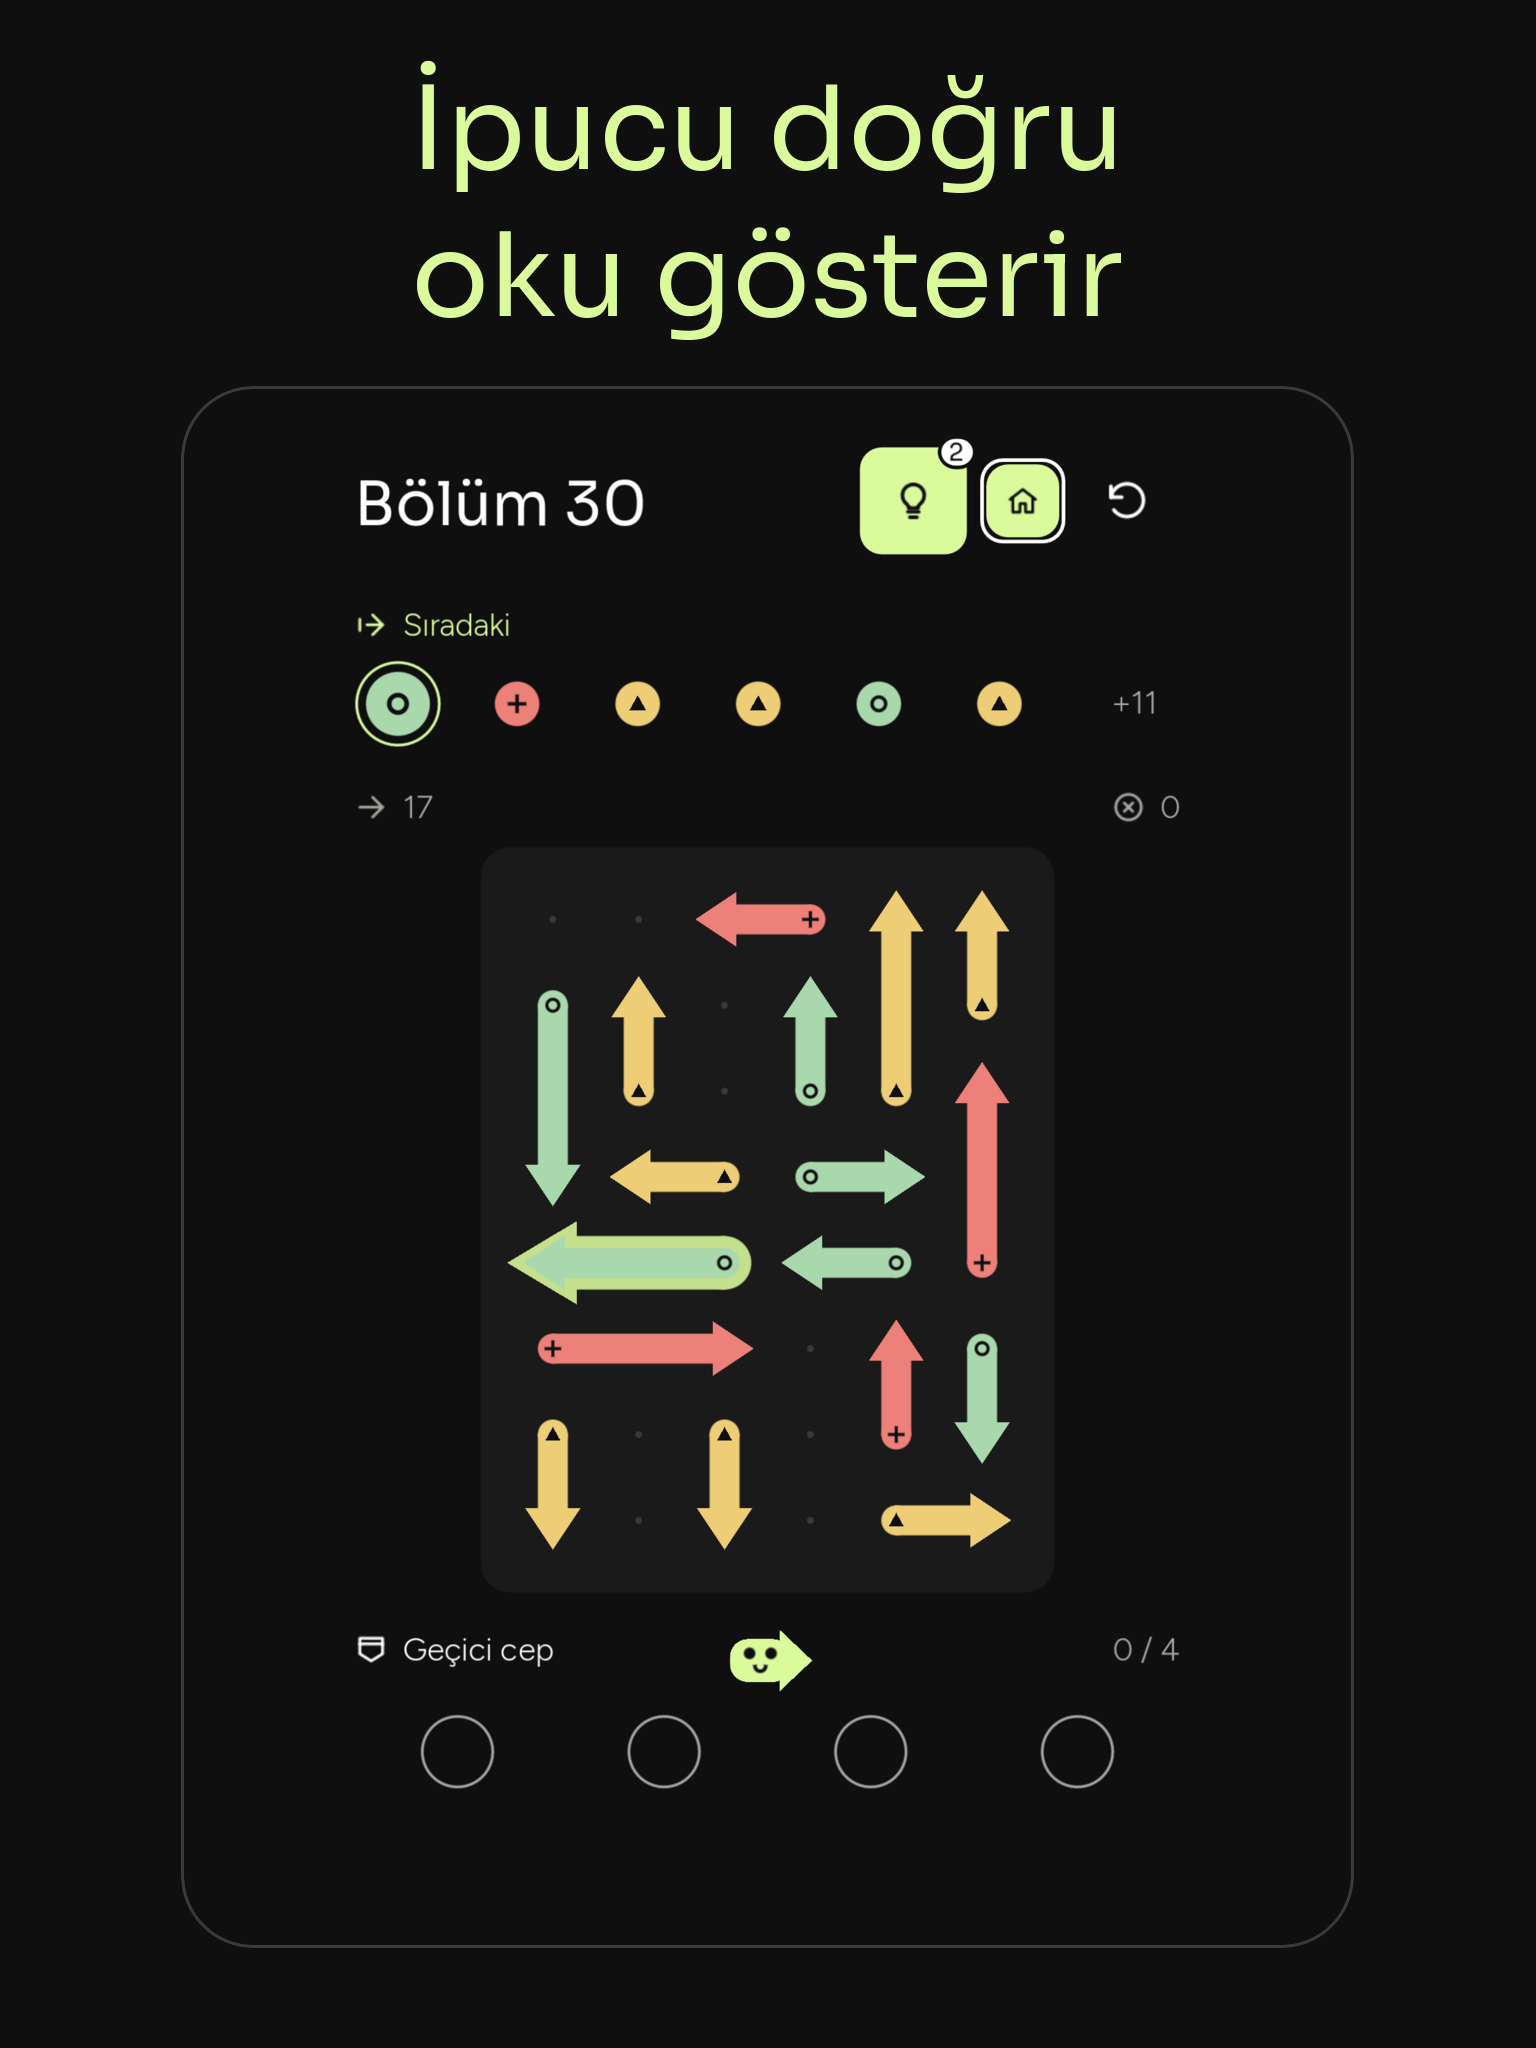 İpucu doğru
oku gösterir
Bölüm 30
2
Sıradaki
+11
17
0
Geçici cep
0 / 4